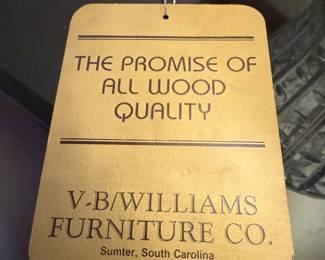 THE PROMISE OF
ALL WOOD
QUALITY
V-B/WILLIAMS
FURNITURE CO.
Sumter, South Carolina